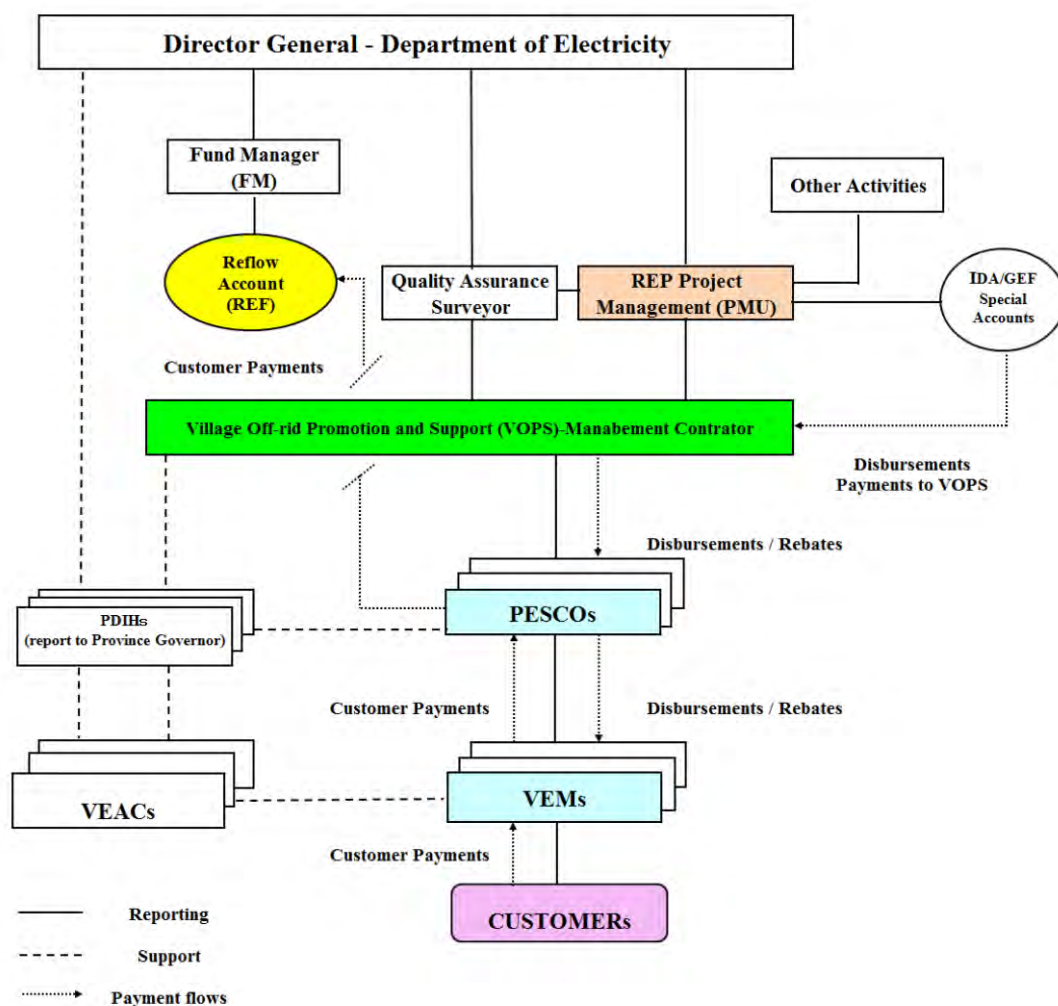 Director General - Department of Electricity
Fund Manager
(FM)
Other Activities
Reflow
Account
(REF)
Quality Assurance
Surveyor
REP Project
Management (PMU)
IDA/GEF
Special
Accounts
Customer Payments
Village Off-rid Promotion and Support (VOPS)-Manabement Contrator
Disbursements
Payments to VOPS
Disbursements / Rebates
PESCOs
PDIHs
(report to Province Governor)
Customer Payments
Disbursements / Rebates
VEMs
VEACs
Customer Payments
CUSTOMERs
Reporting
Support
Payment flows